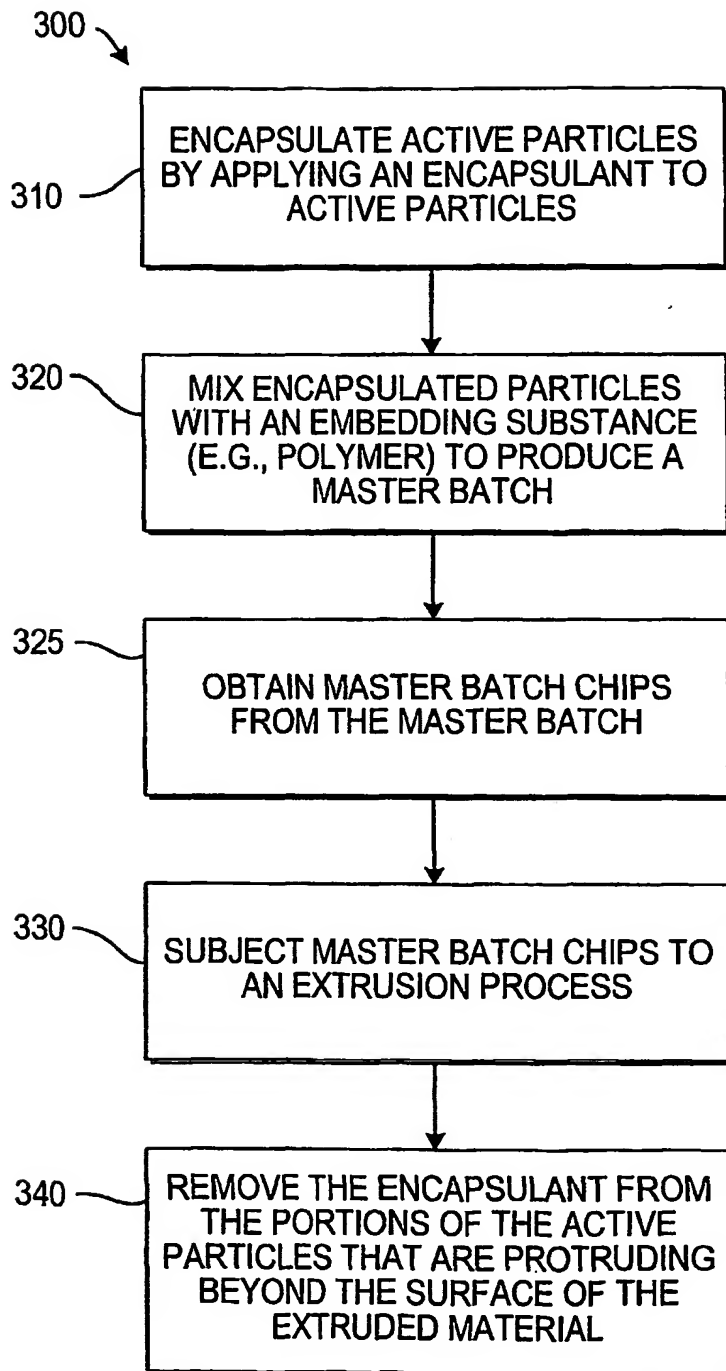 300
310
ENCAPSULATE ACTIVE PARTICLES
BY APPLYING AN ENCAPSULANT TO
ACTIVE PARTICLES
320
MIX ENCAPSULATED PARTICLES
WITH AN EMBEDDING SUBSTANCE
(E.G., POLYMER) TO PRODUCE A
MASTER BATCH
325
OBTAIN MASTER BATCH CHIPS
FROM THE MASTER BATCH
330
SUBJECT MASTER BATCH CHIPS TO
AN EXTRUSION PROCESS
340
REMOVE THE ENCAPSULANT FROM
THE PORTIONS OF THE ACTIVE
PARTICLES THAT ARE PROTRUDING
BEYOND THE SURFACE OF THE
EXTRUDED MATERIAL